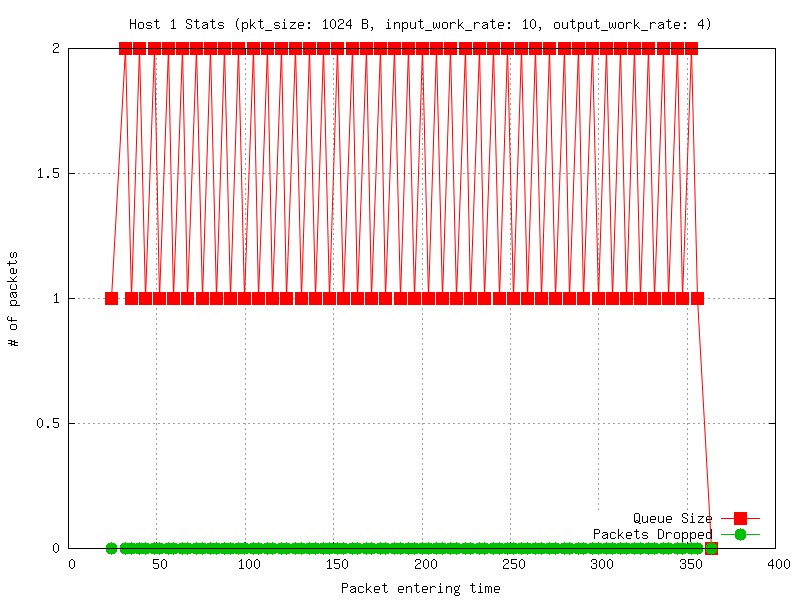 Host 1 Stats (pkt_size: 1024 B, input_work_rate: 10, output_work_rate: 4)
2
1.5
1
0.5
0
# of packets
Queue Size
Packets Dropped
0 50 100 150 200 250 300 350 400
Packet entering time